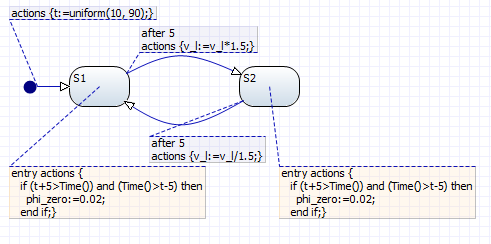 actions {t:=uniform(10, 90);}
after 5
actions {v_l:=v_l*1.5;}
S1
S2
after 5
actions {v_l:=v_l/1.5;}
entry actions {
if (t+5>Time()) and (Time()>t-5) then
phi_zero:=0.02;
end if;}
entry actions {
if (t+5>Time()) and (Time()>t-5) then
phi_zero:=0.02;
end if;}